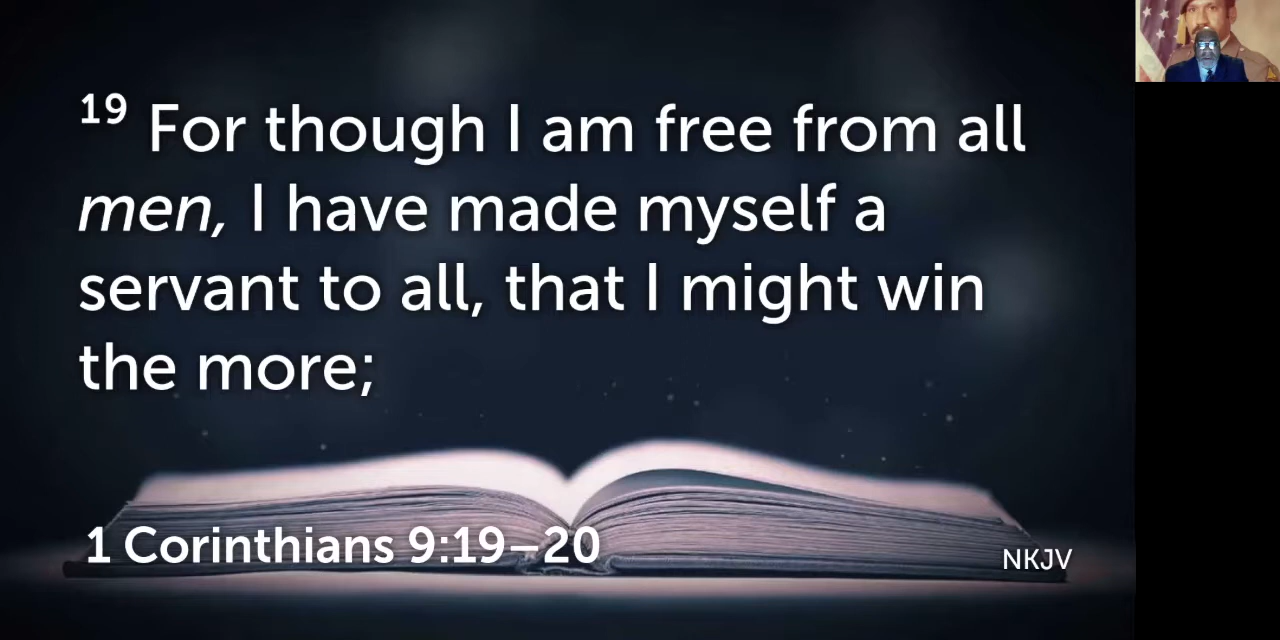 19 For though I am free from all
men, I have made myself a
servant to all, that I might win
the more;
1 Corinthians 9:19–20
NKJV